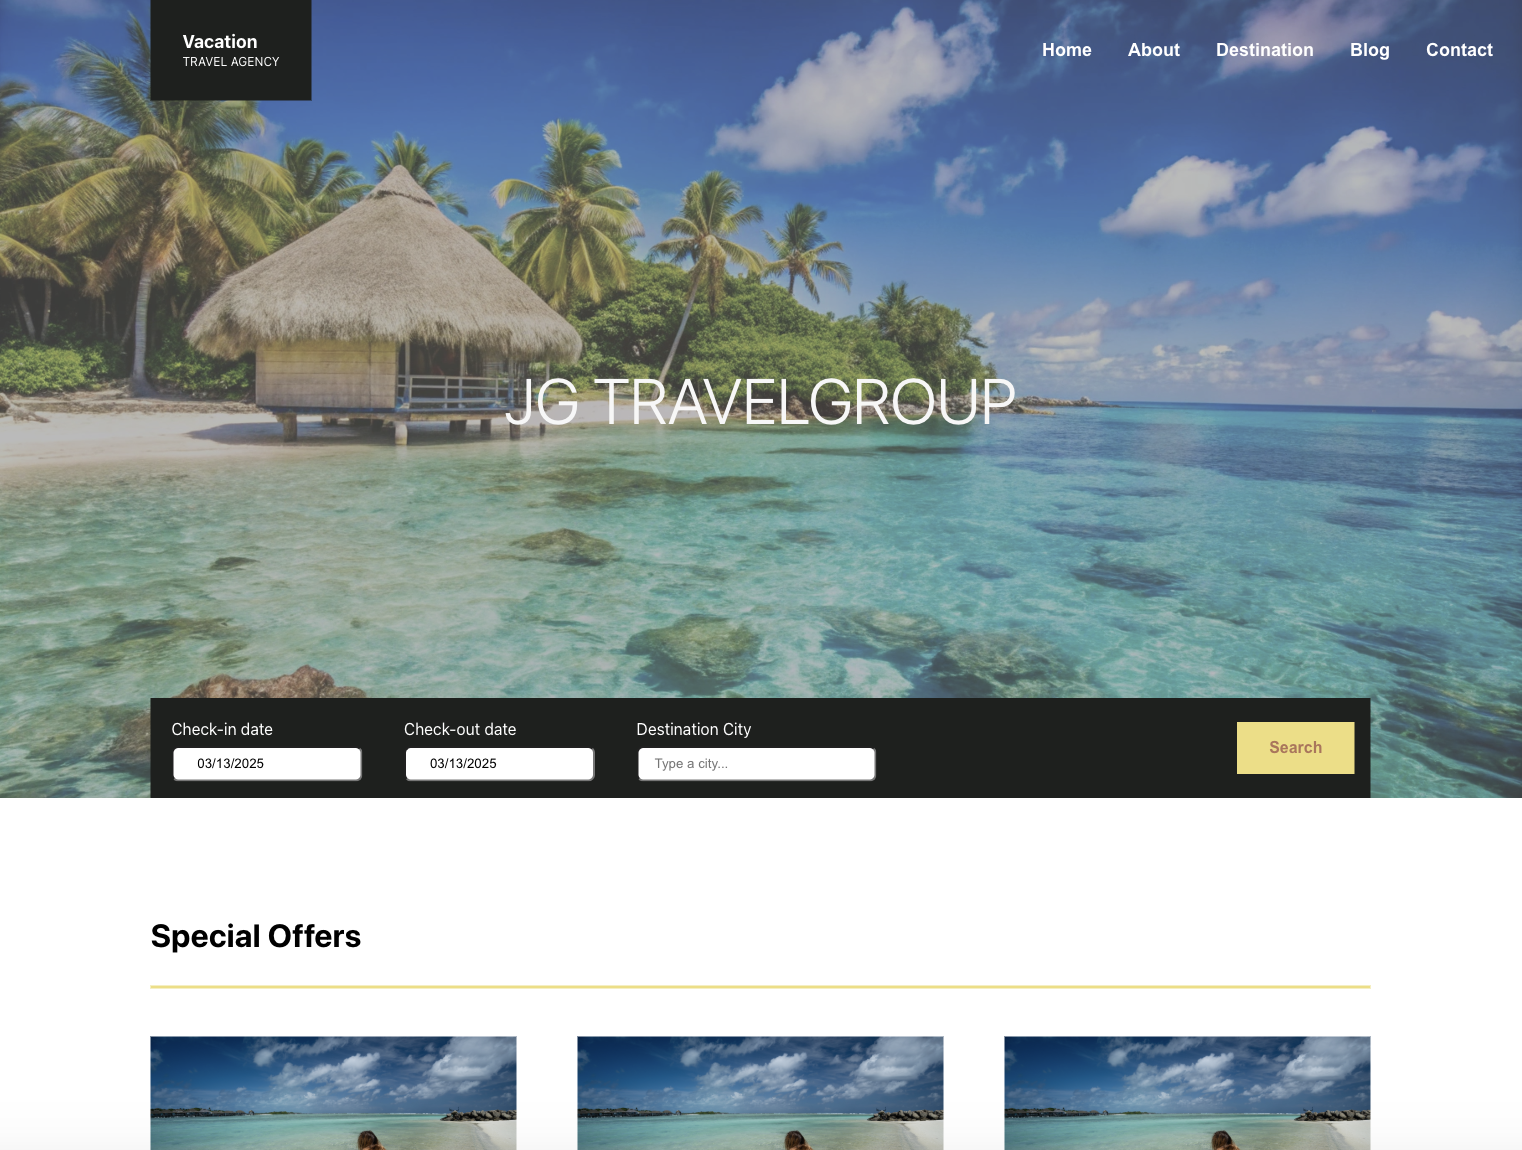 Vacation
TRAVEL AGENCY
Home About Destination Blog Contact
JG TRAVELGROUP
Check-in date Check-out date Destination City
03/13/2025 03/13/2025 Type a city... Search
Special Offers